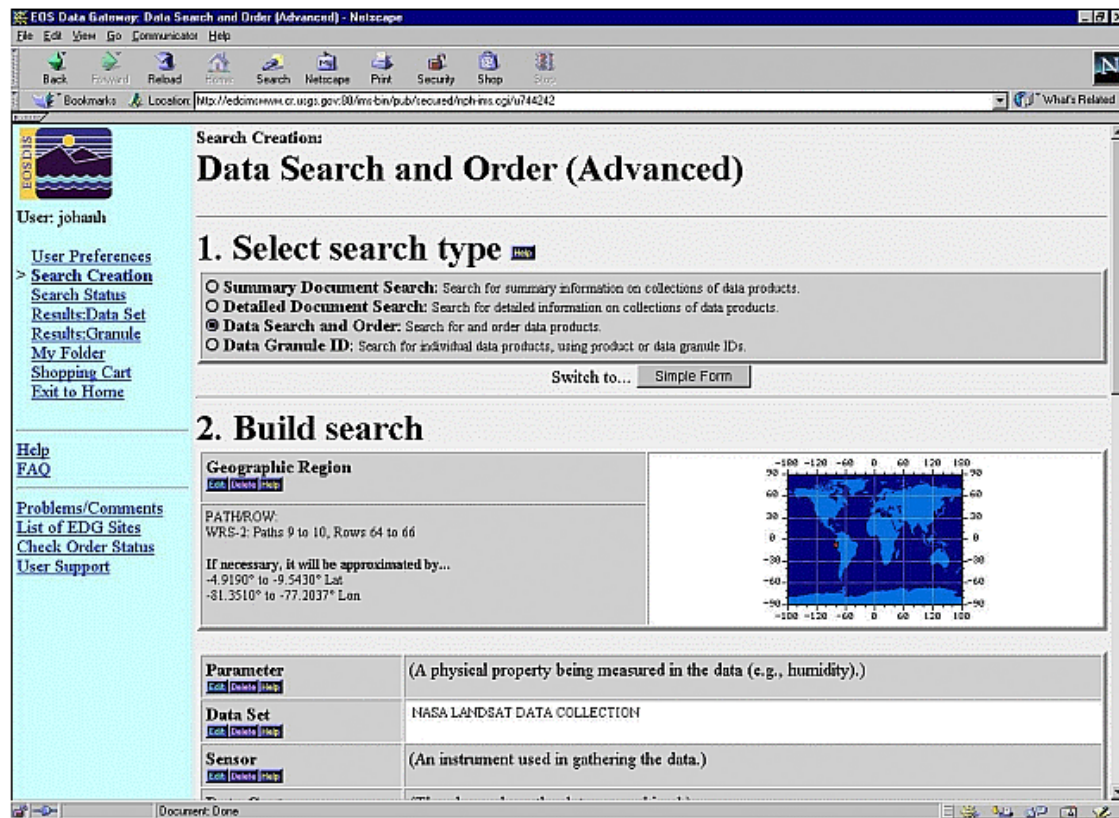 EOS Data Gateway: Data Search and Order (Advanced) - Netscape
File Edit View Go Communicator Help
Back Forward Reload Home Search Netscape Print Security Shop Stop
Bookmarks Location: http://edcimswww.cr.usgs.gov:80/ims-bin/pub/secured/nph-ims.cgi/u744242 What's Related
EOSDIS
User: johanh
User Preferences
> Search Creation
Search Status
Results:Data Set
Results:Granule
My Folder
Shopping Cart
Exit to Home
Help
FAQ
Problems/Comments
List of EDG Sites
Check Order Status
User Support
Search Creation:
Data Search and Order (Advanced)
1. Select search type Help
Summary Document Search: Search for summary information on collections of data products.
Detailed Document Search: Search for detailed information on collections of data products.
Data Search and Order: Search for and order data products.
Data Granule ID: Search for individual data products, using product or data granule IDs.
Switch to... Simple Form
2. Build search
Geographic Region
Edit Delete Help
PATH/ROW:
WRS-2: Paths 9 to 10, Rows 64 to 66
If necessary, it will be approximated by...
-4.9190° to -9.5430° Lat
-81.3510° to -77.2037° Lon
-180 -120 -60 0 60 120 180
90 90
60 60
30 30
0 0
-30 -30
-60 -60
-90 -90
-180 -120 -60 0 60 120 180
Parameter (A physical property being measured in the data (e.g., humidity).)
Edit Delete Help
Data Set NASA LANDSAT DATA COLLECTION
Edit Delete Help
Sensor (An instrument used in gathering the data.)
Edit Delete Help
Document: Done